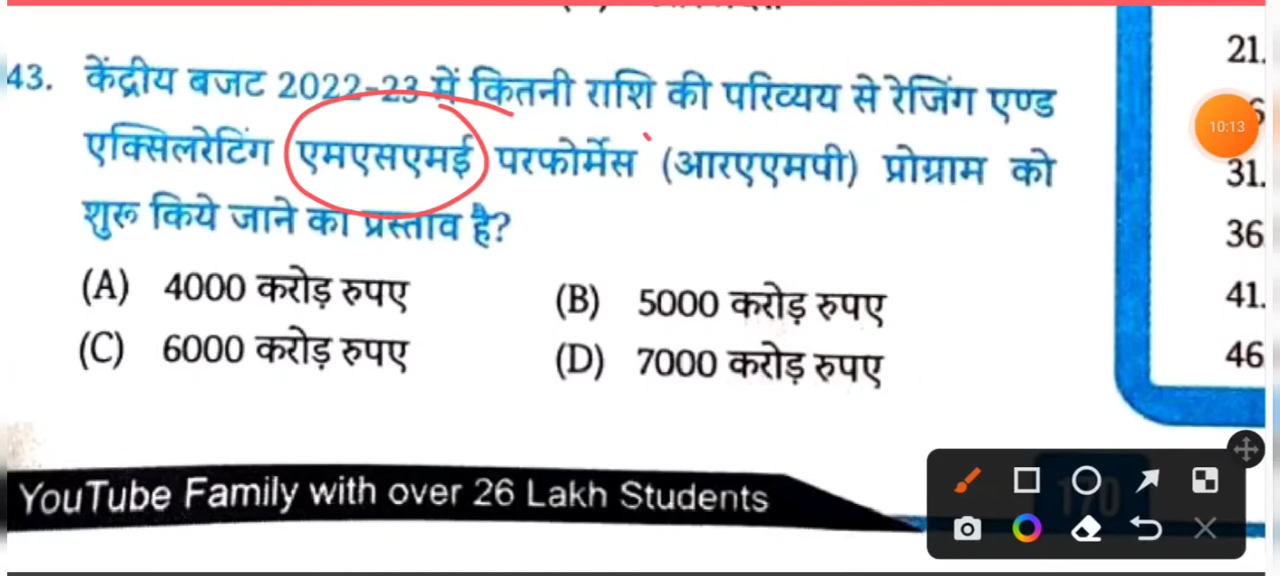 43. केंद्रीय बजट 2022-23 में कितनी राशि की परिव्यय से रेजिंग एण्ड
एक्सिलरेटिंग एमएसएमई परफोर्मेस (आरएएमपी) प्रोग्राम को
शुरू किये जाने का प्रस्ताव है?
(A) 4000 करोड़ रुपए
(B) 5000 करोड़ रुपए
(C) 6000 करोड़ रुपए
(D) 7000 करोड़ रुपए
21.
10:13
31.
36
41.
46
YouTube Family with over 26 Lakh Students
170